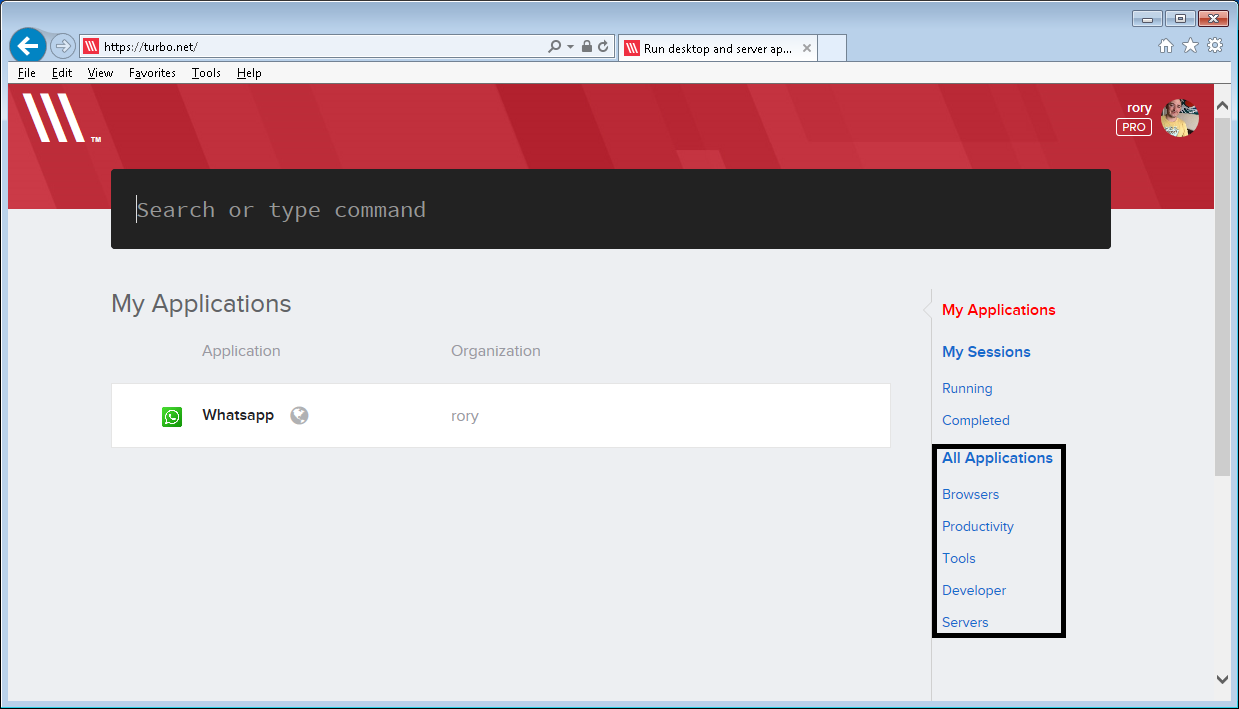 https://turbo.net/
Run desktop and server ap...
File Edit View Favorites Tools Help
TM
rory
PRO
Search or type command
My Applications
Application Organization
Whatsapp rory
My Applications
My Sessions
Running
Completed
All Applications
Browsers
Productivity
Tools
Developer
Servers